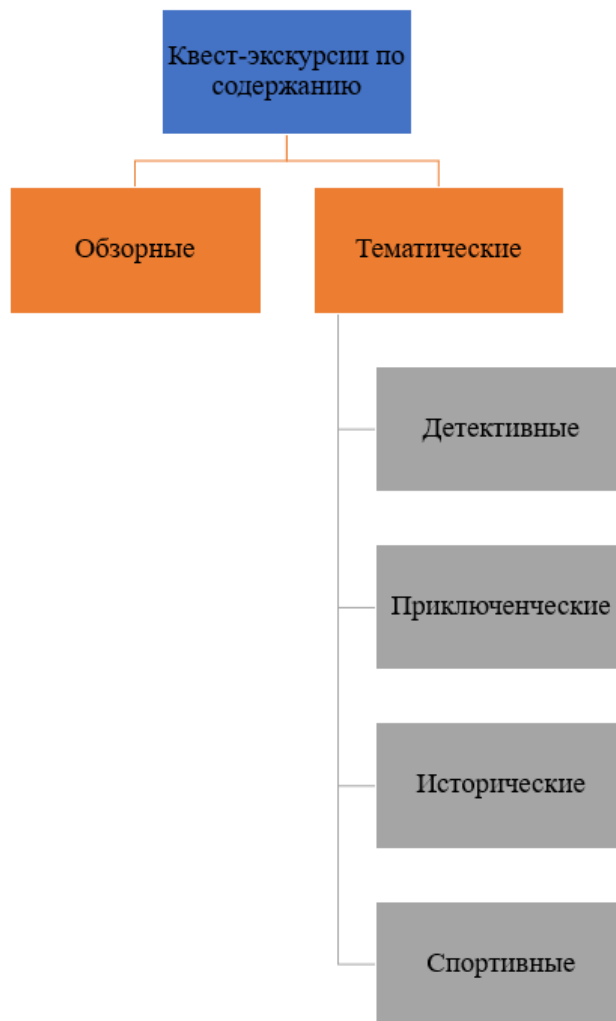 Квест-экскурсии по
содержанию
Обзорные
Тематические
Детективные
Приключенческие
Исторические
Спортивные